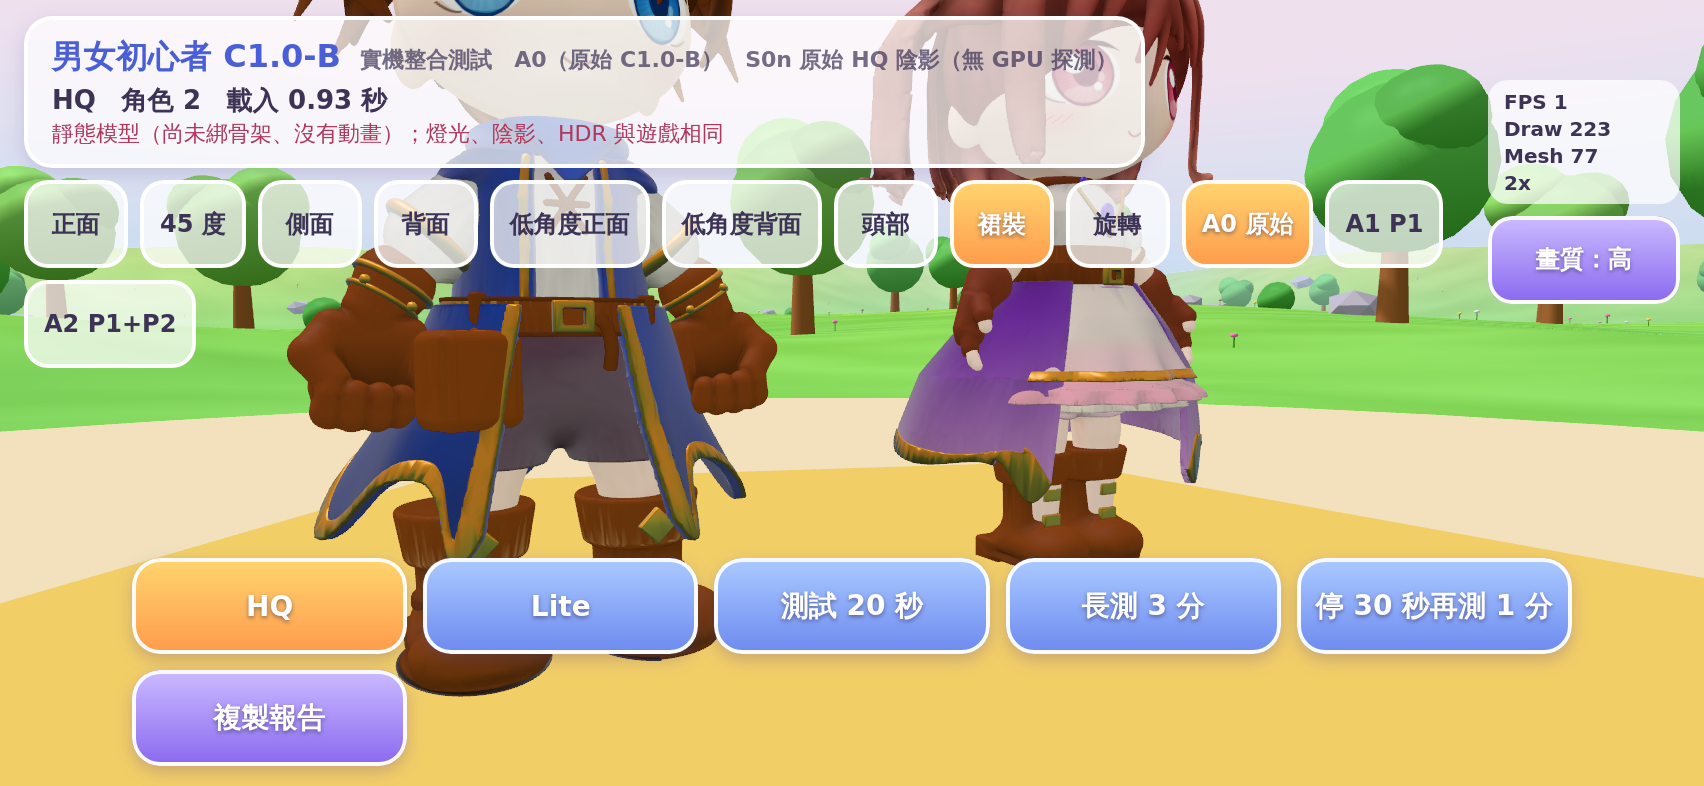 男女初心者 C1.0-B 實機整合測試 A0（原始 C1.0-B） S0n 原始 HQ 陰影（無 GPU 探測）
HQ 角色 2 載入 0.93 秒
靜態模型（尚未綁骨架、沒有動畫）；燈光、陰影、HDR 與遊戲相同
FPS 1
Draw 223
Mesh 77
2x
正面
45 度
側面
背面
低角度正面
低角度背面
頭部
裙裝
旋轉
A0 原始
A1 P1
畫質：高
A2 P1+P2
HQ
Lite
測試 20 秒
長測 3 分
停 30 秒再測 1 分
複製報告